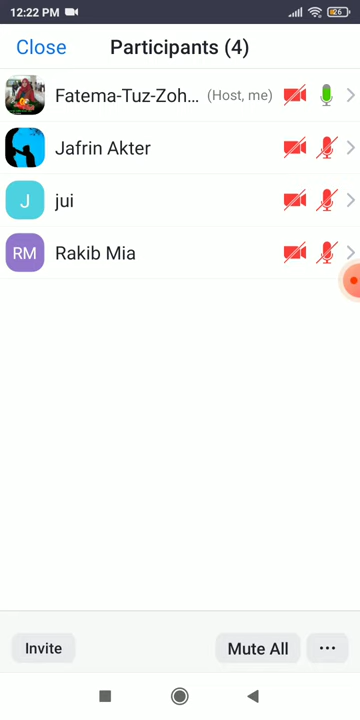 12:22 PM 26
Close Participants (4)
Fatema-Tuz-Zoh... (Host, me)
Jafrin Akter
J jui
RM Rakib Mia
Invite Mute All ...